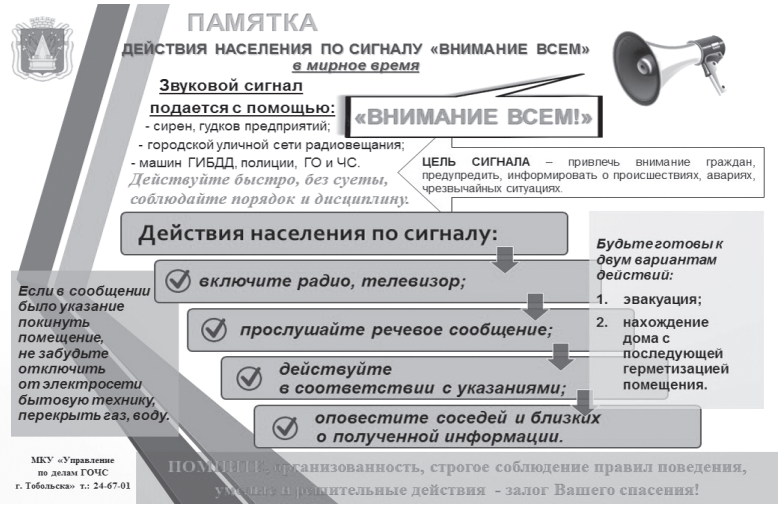 ПАМЯТКА
ДЕЙСТВИЯ НАСЕЛЕНИЯ ПО СИГНАЛУ «ВНИМАНИЕ ВСЕМ»
в мирное время
Звуковой сигнал
подается с помощью:
- сирен, гудков предприятий;
- городской уличной сети радиовещания;
- машин ГИБДД, полиции, ГО и ЧС.
Действуйте быстро, без суеты,
соблюдайте порядок и дисциплину.
«ВНИМАНИЕ ВСЕМ!»
ЦЕЛЬ СИГНАЛА – привлечь внимание граждан,
предупредить, информировать о происшествиях, авариях,
чрезвычайных ситуациях.
Действия населения по сигналу:
включите радио, телевизор;
прослушайте речевое сообщение;
действуйте
в соответствии с указаниями;
оповестите соседей и близких
о полученной информации.
Будьте готовы к
двум вариантам
действий:
1. эвакуация;
2. нахождение
дома с
последующей
герметизацией
помещения.
Если в сообщении
было указание
покинуть
помещение,
не забудьте
отключить
от электросети
бытовую технику,
перекрыть газ, воду.
МКУ «Управление
по делам ГОЧС
г. Тобольска» т.: 24-67-01
ПОМНИТЕ, организованность, строгое соблюдение правил поведения,
умелые и решительные действия - залог Вашего спасения!